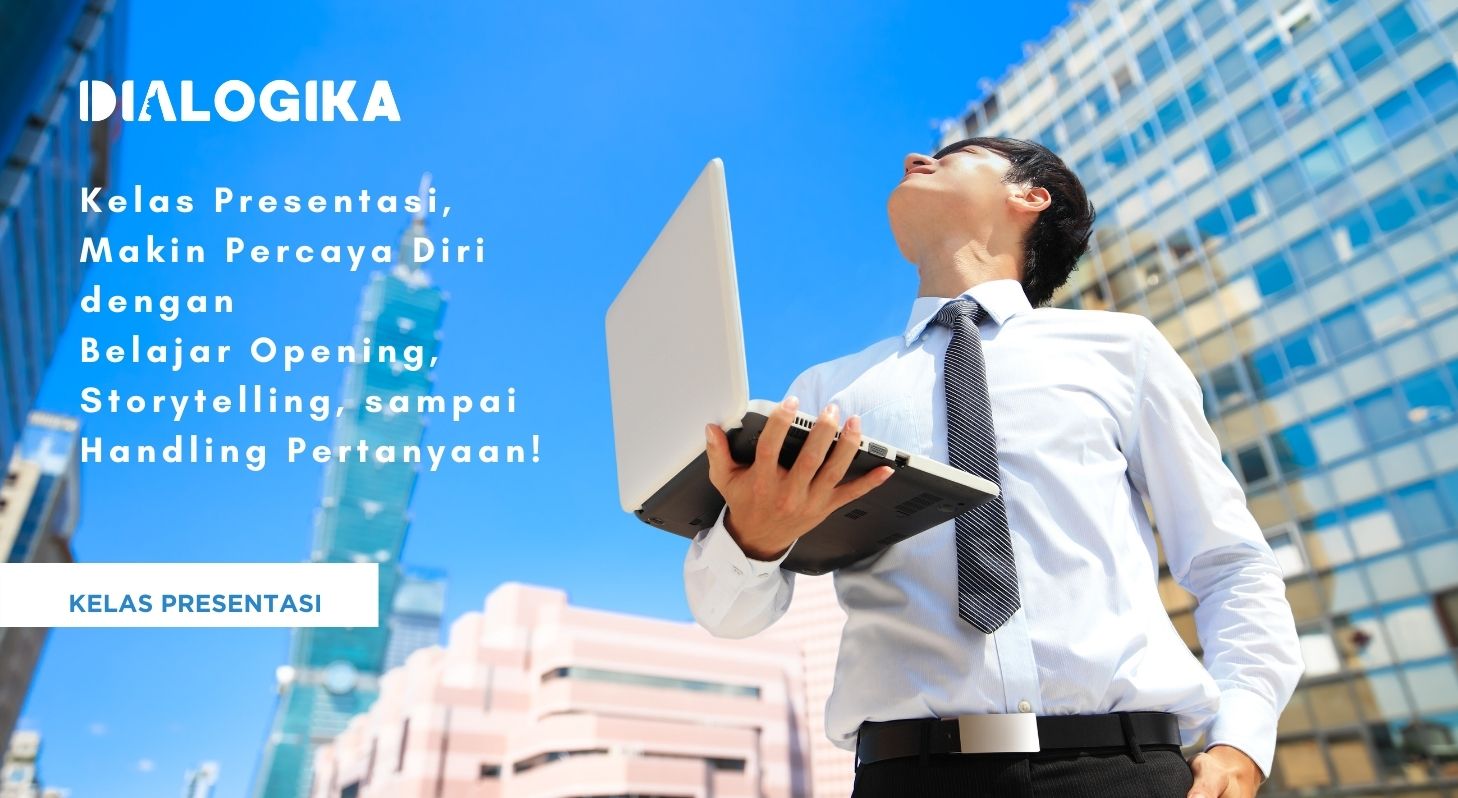 DIALOGIKA
Kelas Presentasi,
Makin Percaya Diri
dengan
Belajar Opening,
Storytelling, sampai
Handling Pertanyaan!
KELAS PRESENTASI